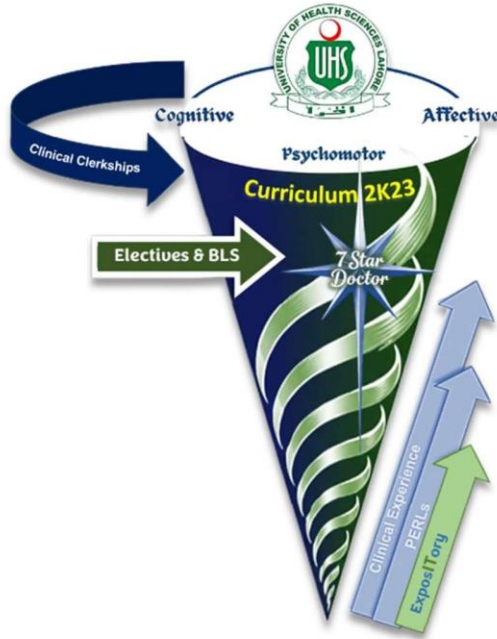 UNIVERSITY OF HEALTH SCIENCES LAHORE
UHS
اقرا
Cognitive
Affective
Clinical Clerkships
Psychomotor
Curriculum 2K23
Electives & BLS
7 Star
Doctor
Clinical Experience
PERLs
ExposITory